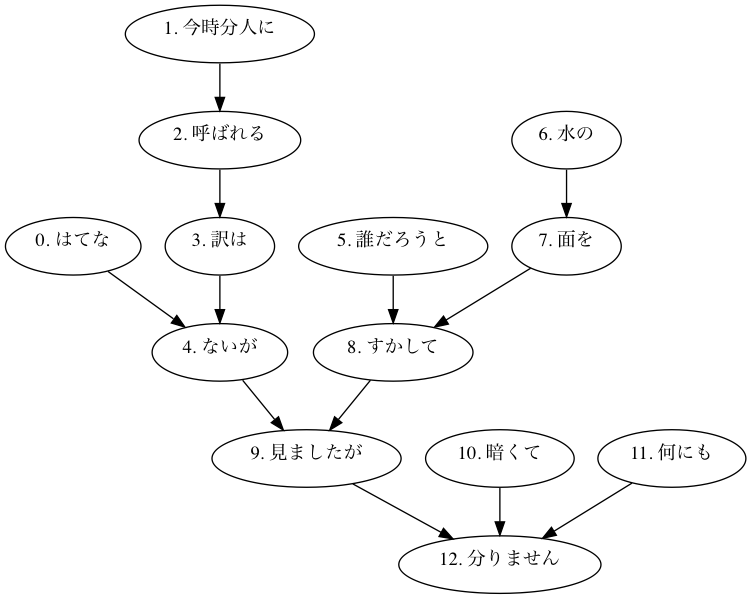 1. 今時分人に
2. 呼ばれる
6. 水の
0. はてな
3. 訳は
5. 誰だろうと
7. 面を
4. ないが
8. すかして
9. 見ましたが
10. 暗くて
11. 何にも
12. 分りません